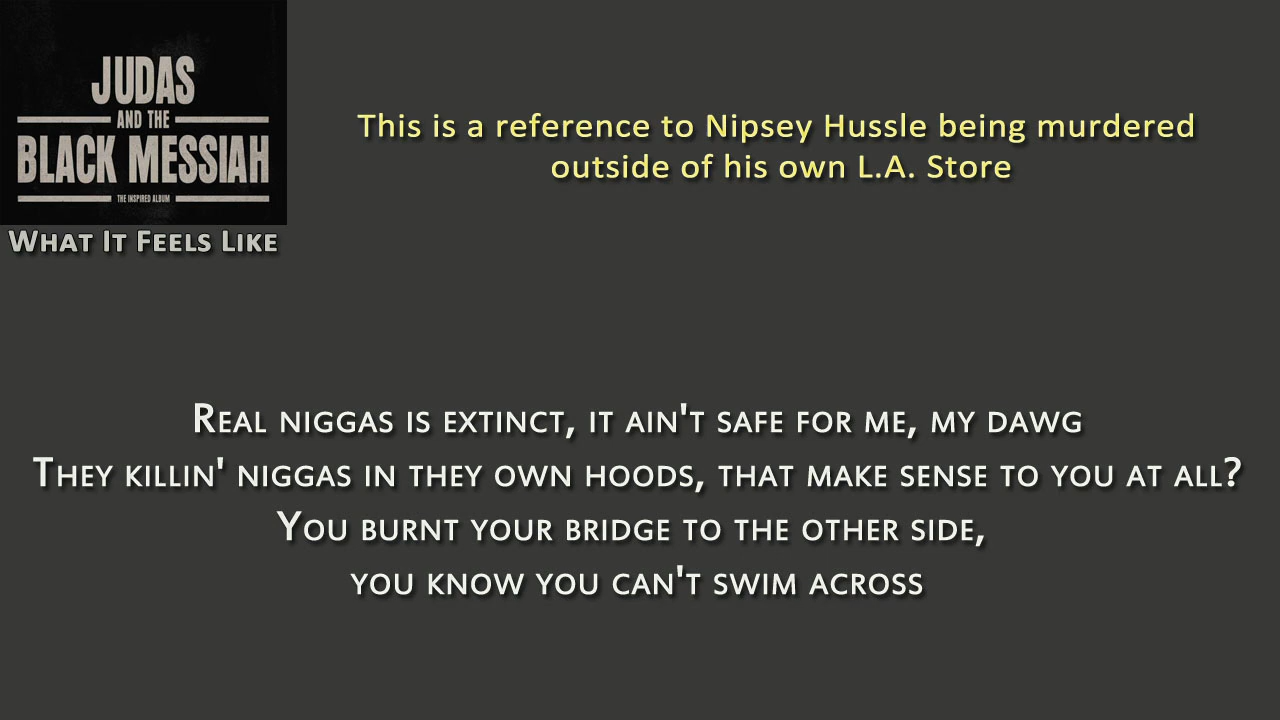 JUDAS
AND THE
BLACK MESSIAH
THE INSPIRED ALBUM
WHAT IT FEELS LIKE
This is a reference to Nipsey Hussle being murdered
outside of his own L.A. Store
REAL NIGGAS IS EXTINCT, IT AIN'T SAFE FOR ME, MY DAWG
THEY KILLIN' NIGGAS IN THEY OWN HOODS, THAT MAKE SENSE TO YOU AT ALL?
YOU BURNT YOUR BRIDGE TO THE OTHER SIDE,
YOU KNOW YOU CAN'T SWIM ACROSS